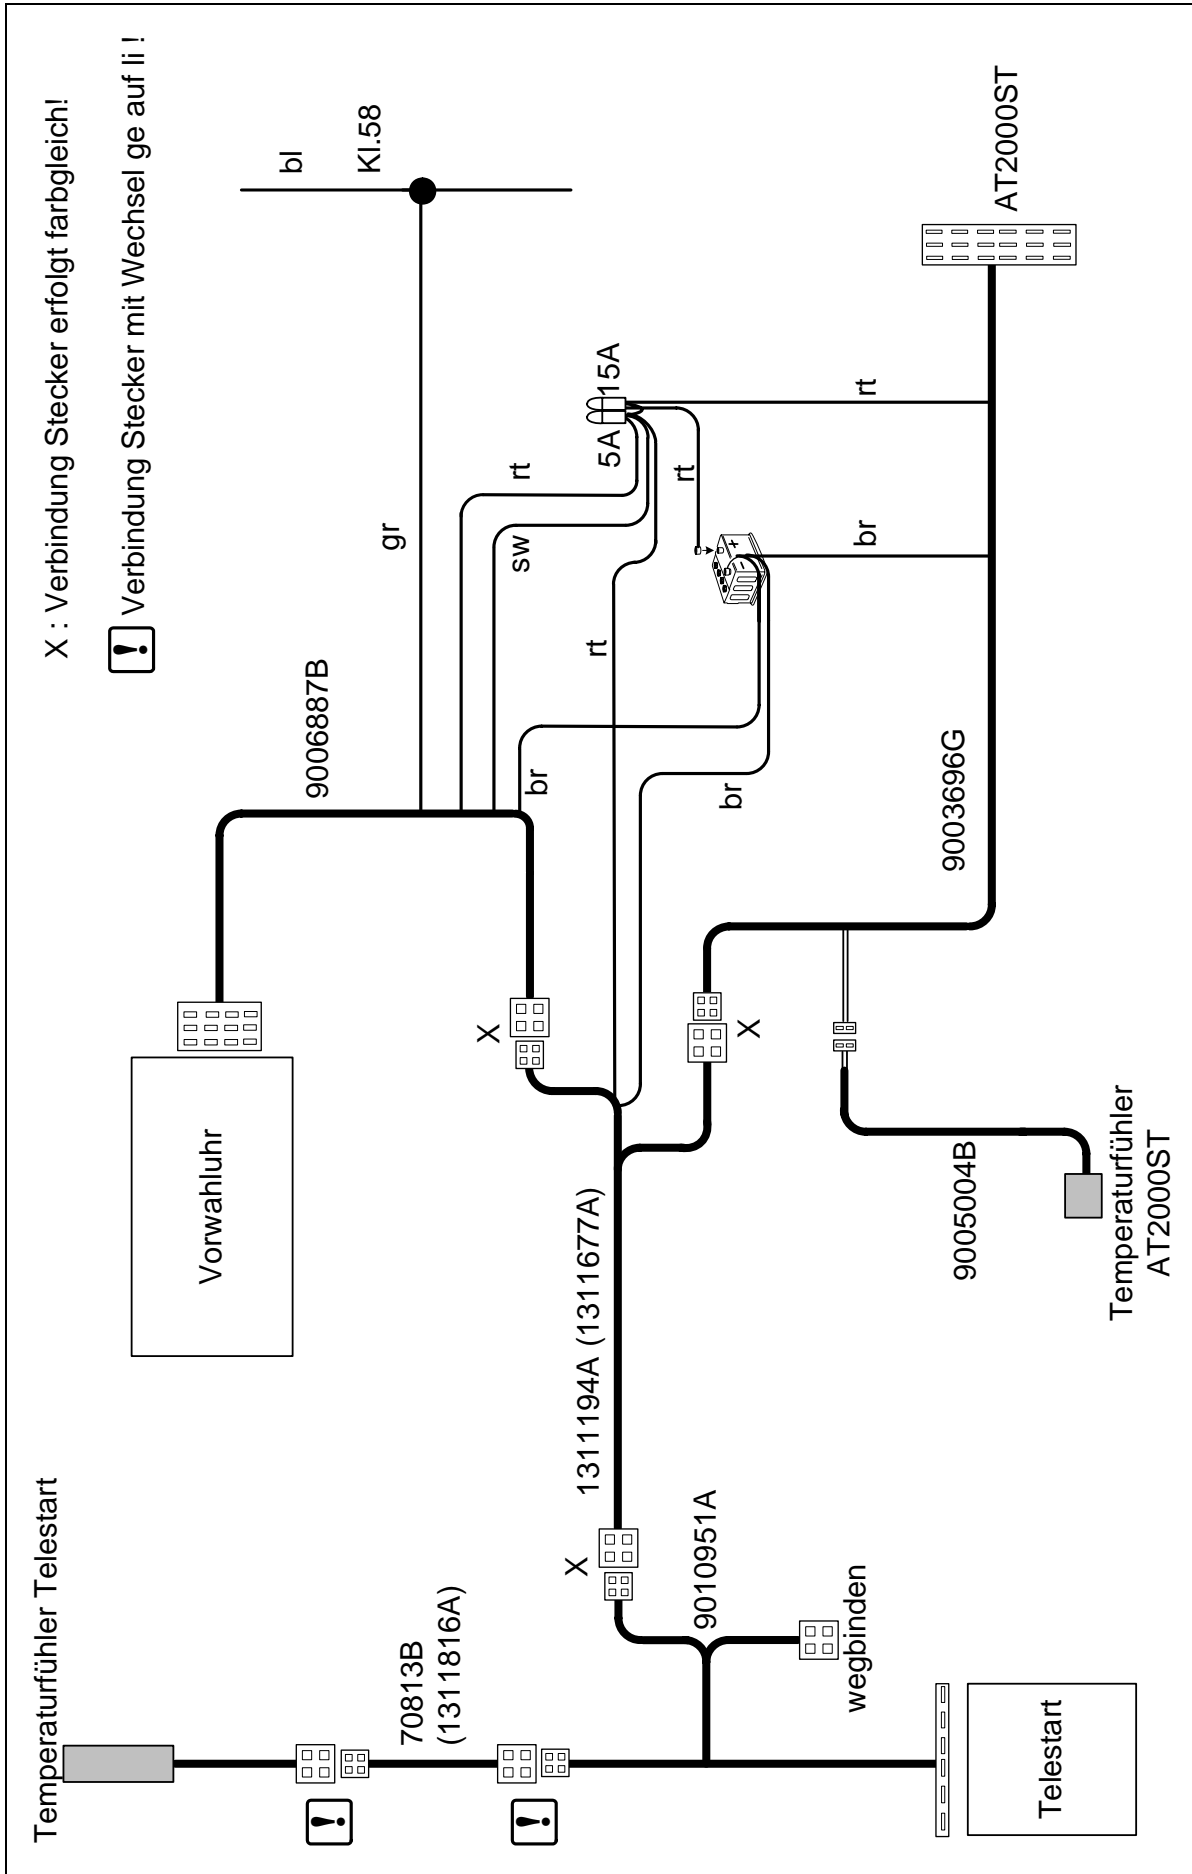 X : Verbindung Stecker erfolgt farbgleich!
! Verbindung Stecker mit Wechsel ge auf li !
Temperaturfühler Telestart
70813B
(1311816A)
!
!
Telestart
wegbinden
9010951A
X
1311194A (1311677A)
Vorwahluhr
X
X
9006887B
gr
bl
Kl.58
rt
sw
br
rt
br
5A
15A
rt
rt
br
+
-
9003696G
9005004B
Temperaturfühler
AT2000ST
AT2000ST